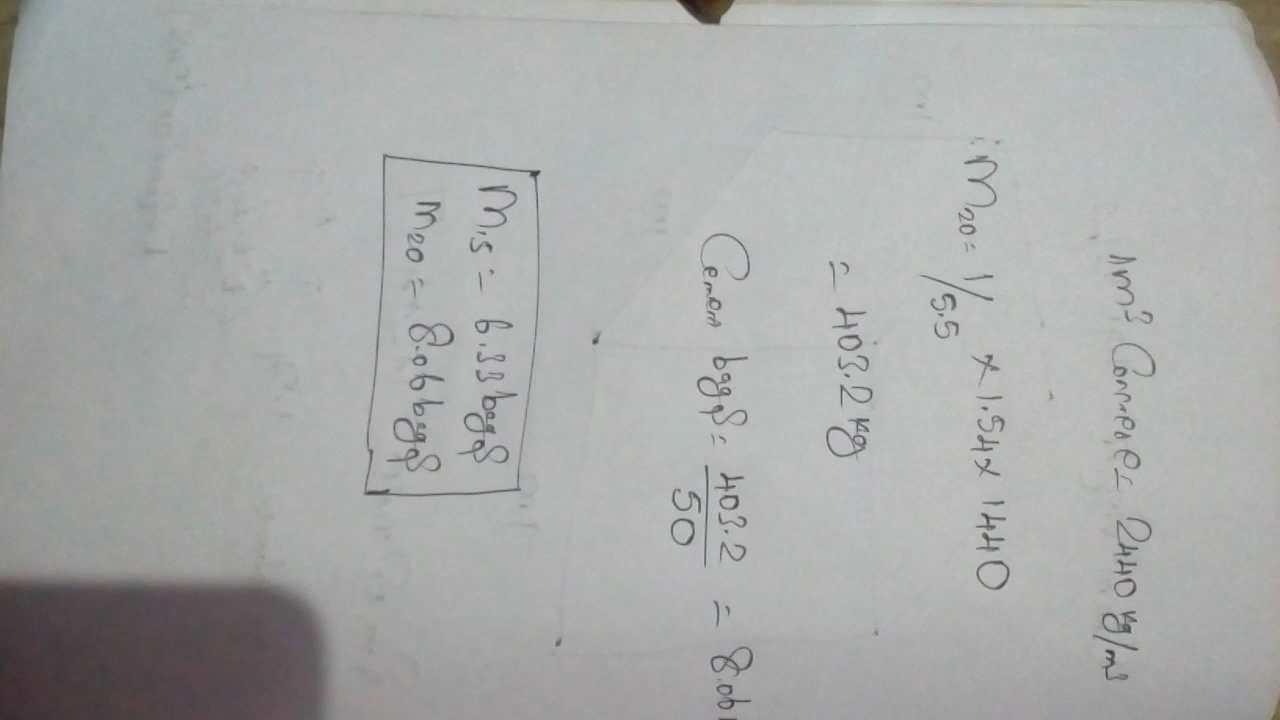 1m³ Concrete = 2440 kg/m³
∴ M20 = 1/5.5 × 1.54 × 1440
= 403.2 kg
Cement bags = 403.2/50 = 8.06
M15 = 6.33 bags
M20 = 8.06 bags